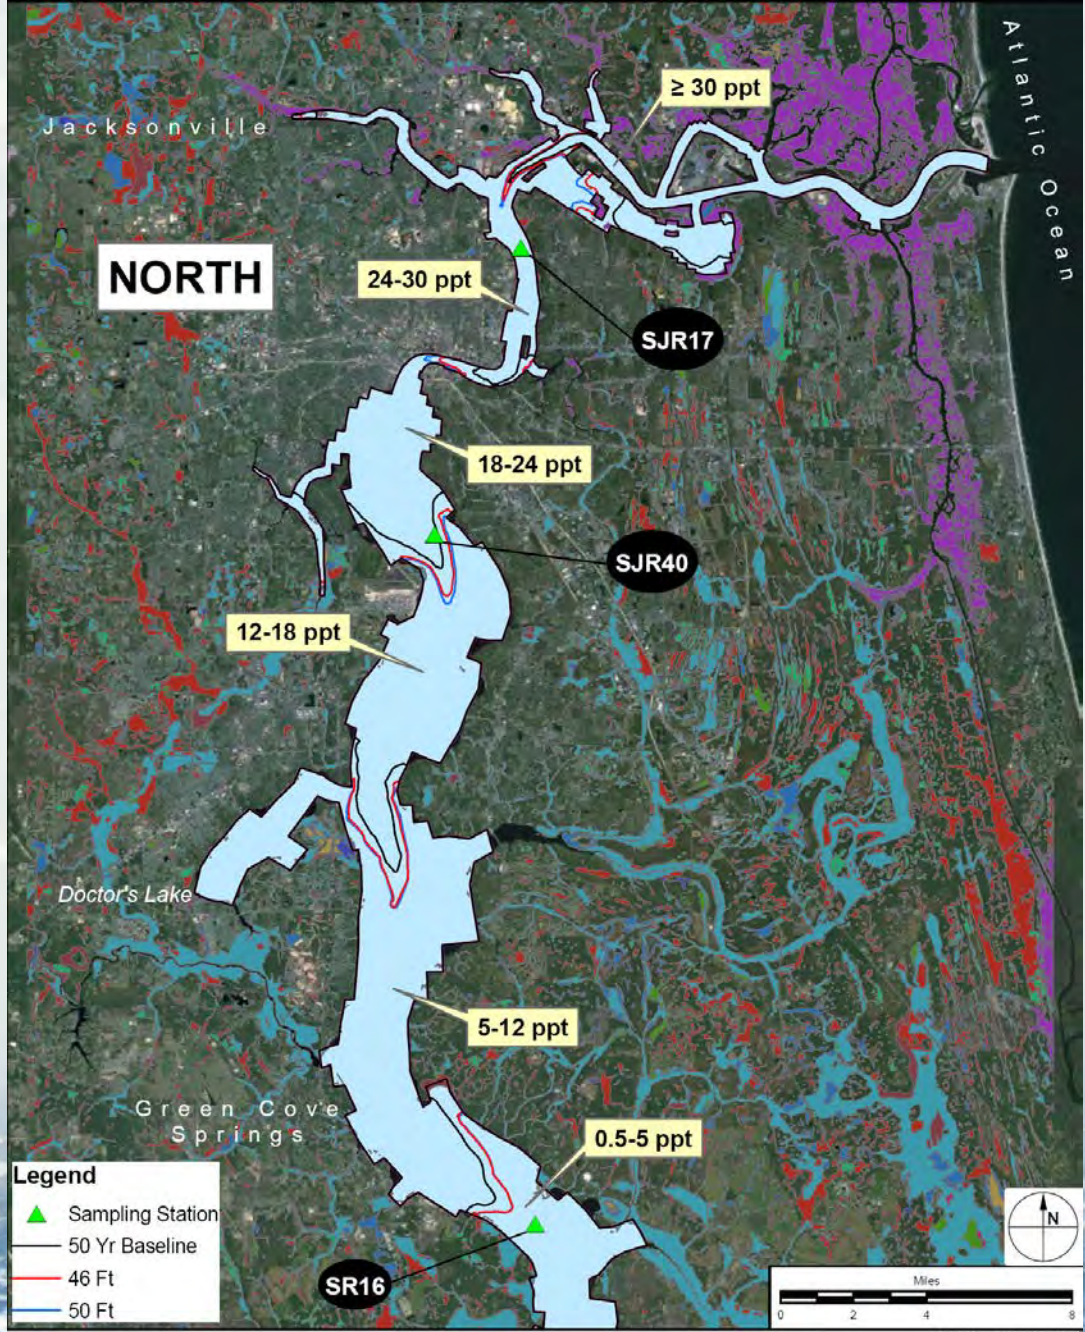 ≥ 30 ppt
Atlantic Ocean
Jacksonville
NORTH
24-30 ppt
SJR17
18-24 ppt
SJR40
12-18 ppt
Doctor's Lake
5-12 ppt
Green Cove
Springs
0.5-5 ppt
Legend
Sampling Station
50 Yr Baseline
46 Ft
50 Ft
SR16
N
Miles
0 2 4 8